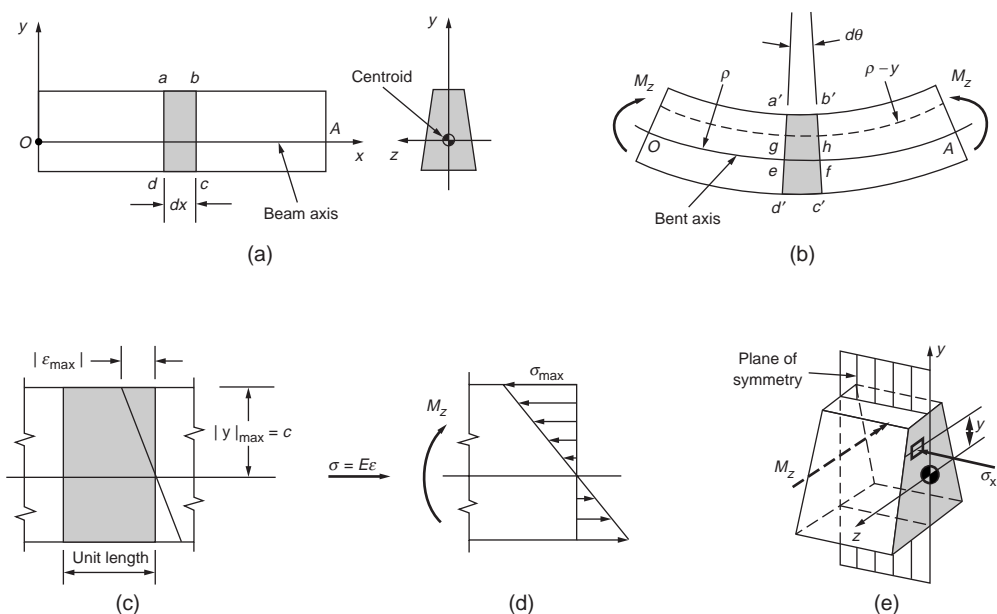 y
a
b
O
A
x
d
c
dx
Beam axis
(a)
y
Centroid
z
dθ
ρ
ρ – y
M_z
M_z
a′
b′
O
g
h
A
e
f
d′
c′
Bent axis
(b)
| ε_max |
| y |_max = c
Unit length
(c)
σ = Eε
σ_max
M_z
(d)
y
Plane of
symmetry
y
M_z
σ_x
z
(e)